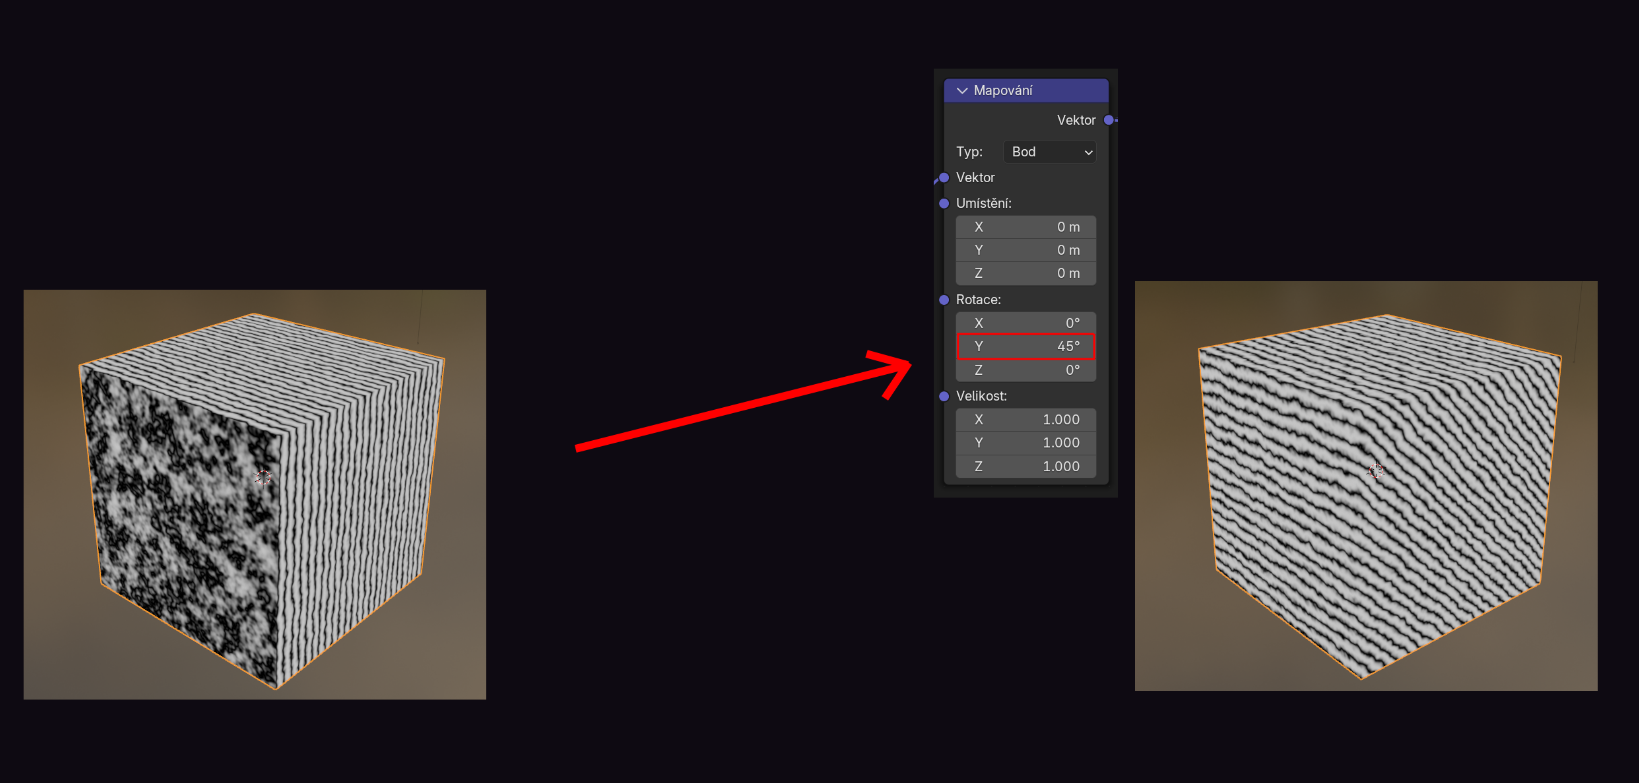 Mapování
Vektor
Typ: Bod
Vektor
Umístění:
X 0 m
Y 0 m
Z 0 m
Rotace:
X 0°
Y 45°
Z 0°
Velikost:
X 1.000
Y 1.000
Z 1.000